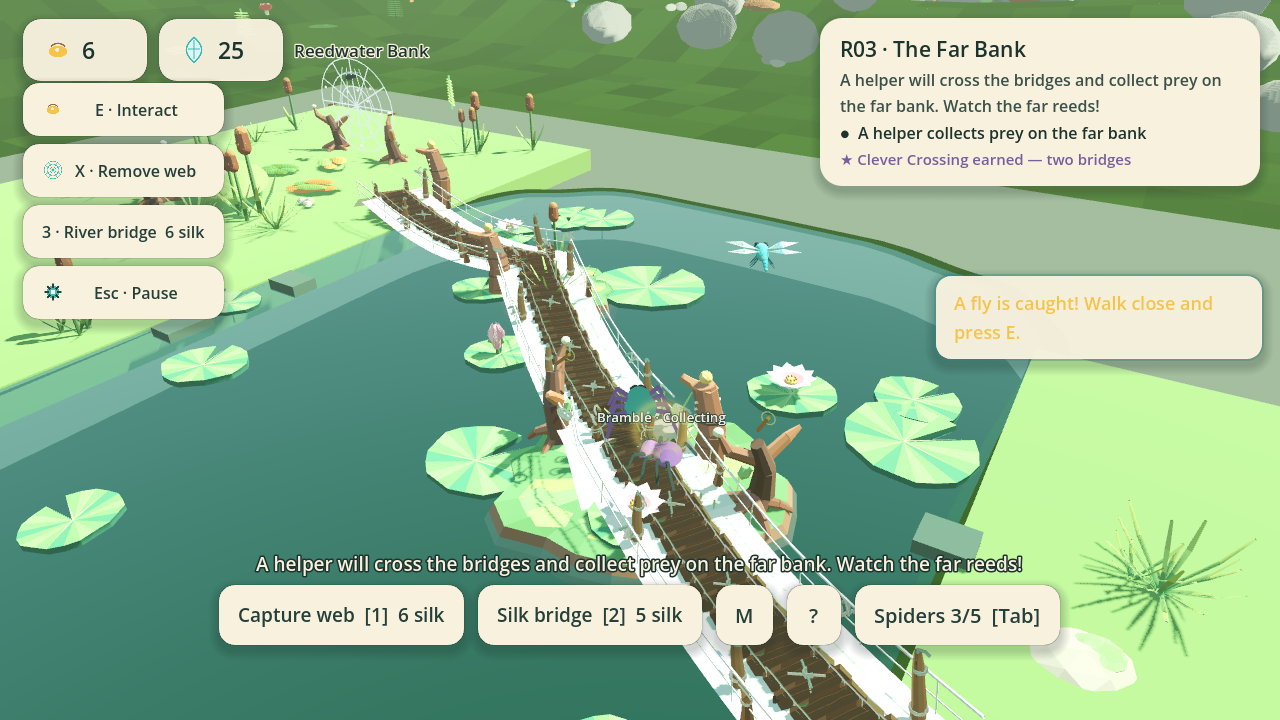 6
25
Reedwater Bank
E · Interact
X · Remove web
3 · River bridge 6 silk
Esc · Pause
R03 · The Far Bank
A helper will cross the bridges and collect prey on
the far bank. Watch the far reeds!
● A helper collects prey on the far bank
★ Clever Crossing earned — two bridges
A fly is caught! Walk close and
press E.
Bramble · Collecting
A helper will cross the bridges and collect prey on the far bank. Watch the far reeds!
Capture web [1] 6 silk
Silk bridge [2] 5 silk
M
?
Spiders 3/5 [Tab]